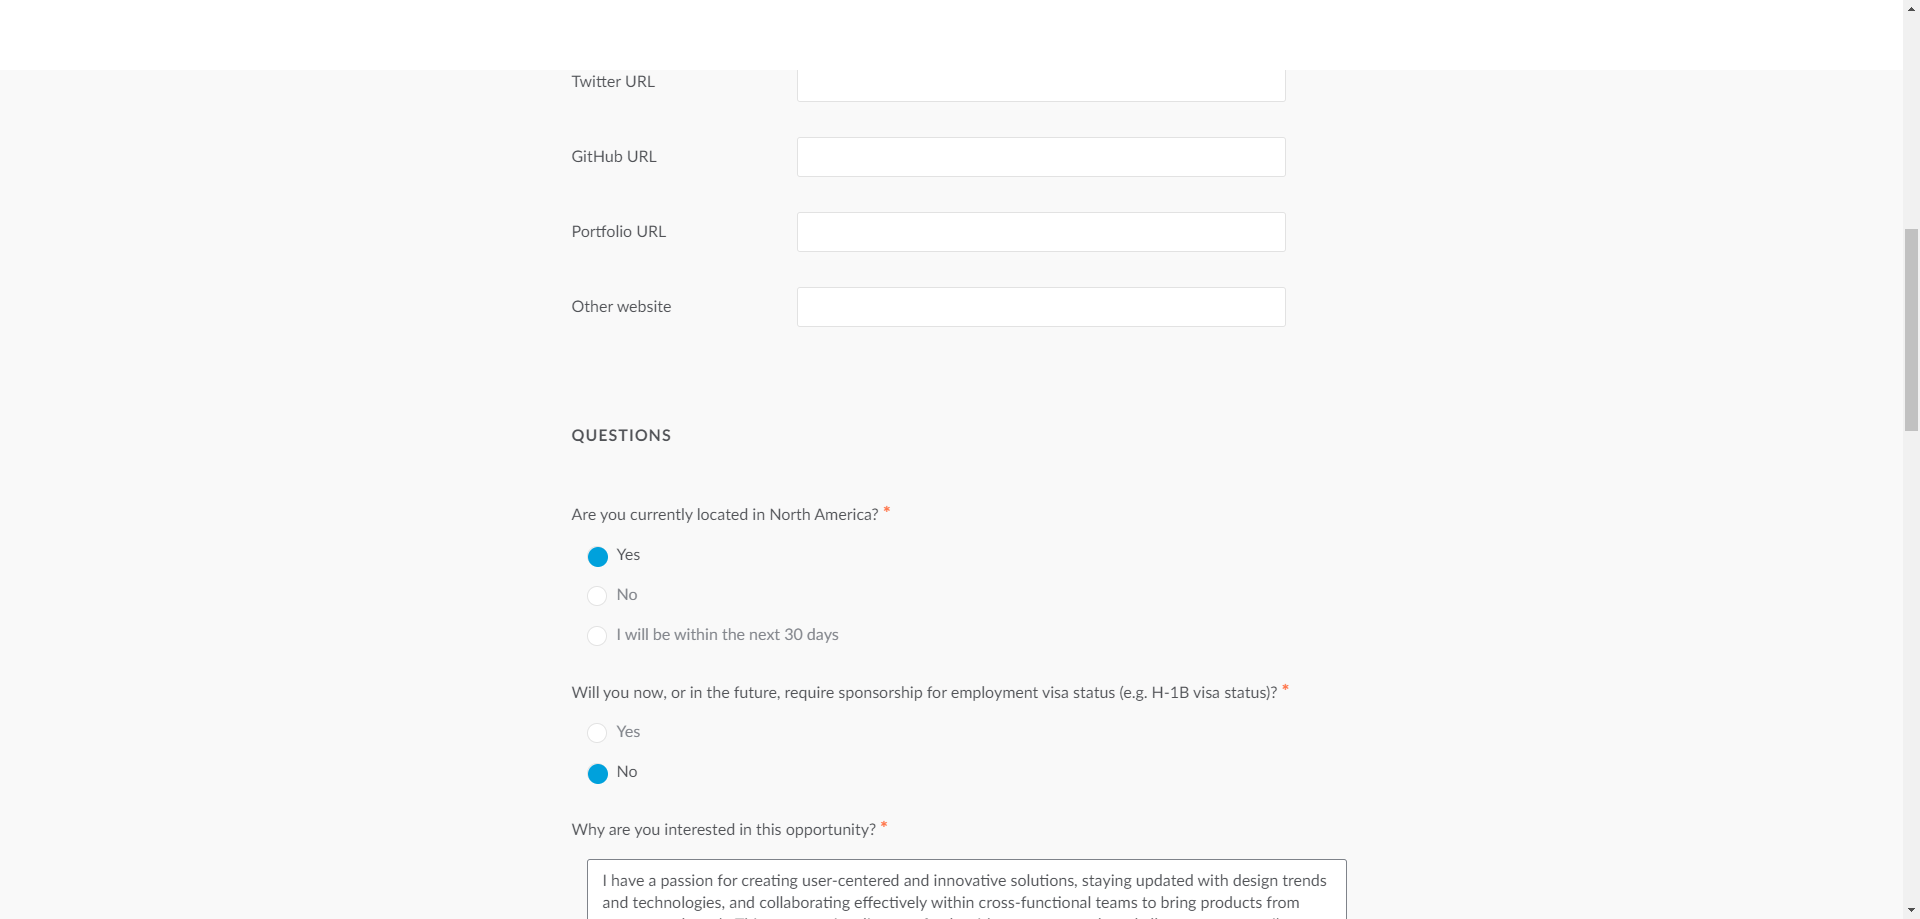 Twitter URL
GitHub URL
Portfolio URL
Other website
QUESTIONS
Are you currently located in North America? *
Yes
No
I will be within the next 30 days
Will you now, or in the future, require sponsorship for employment visa status (e.g. H-1B visa status)? *
Yes
No
Why are you interested in this opportunity? *
I have a passion for creating user-centered and innovative solutions, staying updated with design trends
and technologies, and collaborating effectively within cross-functional teams to bring products from